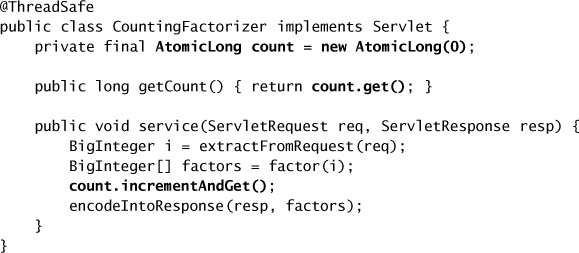 @ThreadSafe
public class CountingFactorizer implements Servlet {
    private final AtomicLong count = new AtomicLong(0);
    public long getCount() { return count.get(); }
    public void service(ServletRequest req, ServletResponse resp) {
        BigInteger i = extractFromRequest(req);
        BigInteger[] factors = factor(i);
        count.incrementAndGet();
        encodeIntoResponse(resp, factors);
    }
}